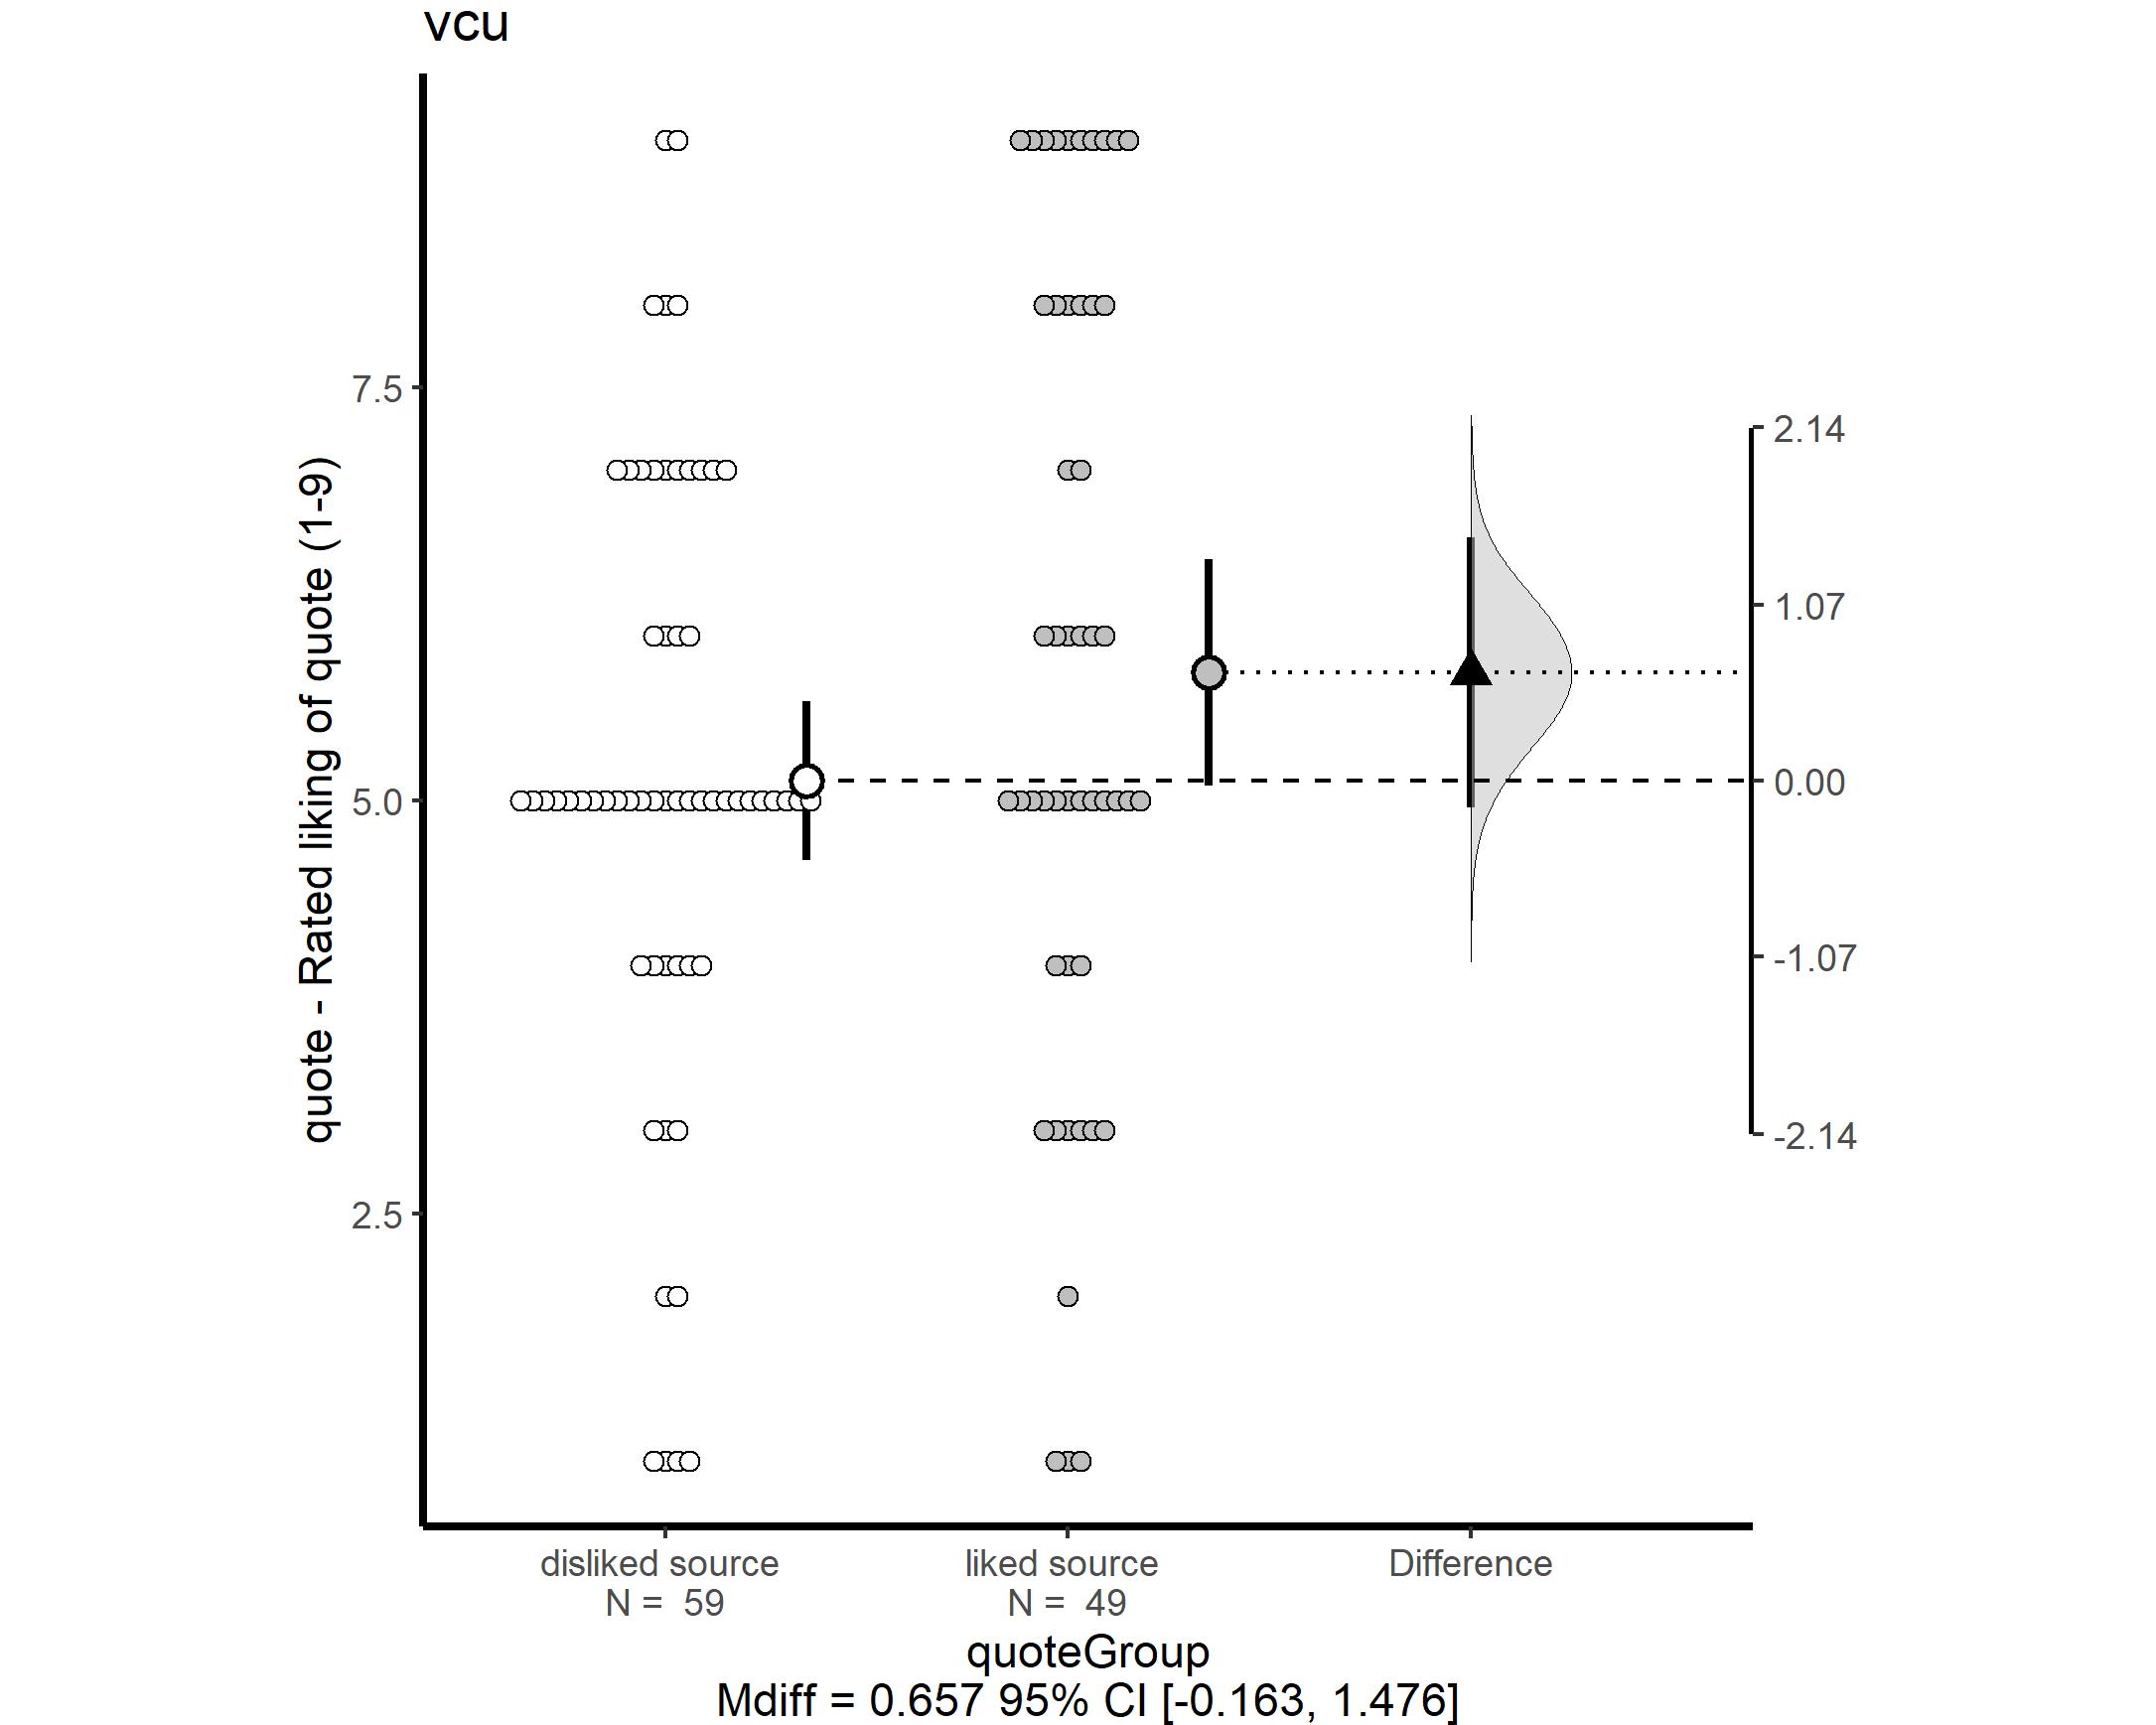 vcu
quote - Rated liking of quote (1-9)
7.5
5.0
2.5
2.14
1.07
0.00
-1.07
-2.14
disliked source
N =  59
liked source
N =  49
Difference
quoteGroup
Mdiff = 0.657 95% CI [-0.163, 1.476]